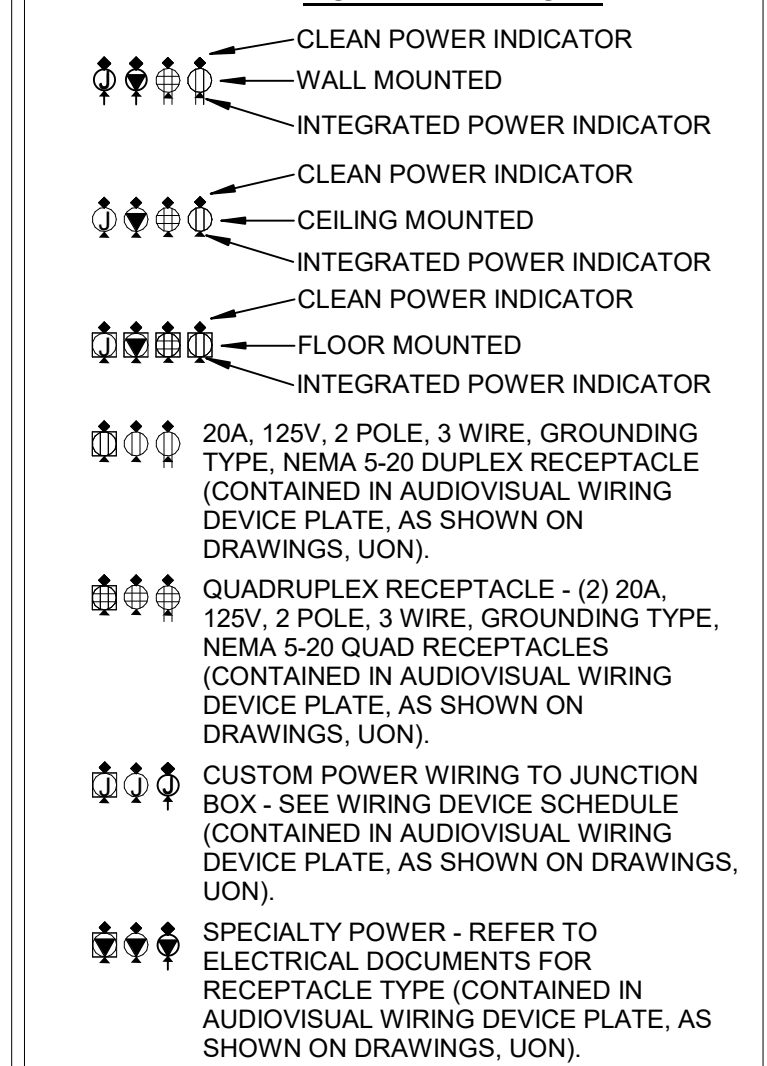 CLEAN POWER INDICATOR
WALL MOUNTED
INTEGRATED POWER INDICATOR
CLEAN POWER INDICATOR
CEILING MOUNTED
INTEGRATED POWER INDICATOR
CLEAN POWER INDICATOR
FLOOR MOUNTED
INTEGRATED POWER INDICATOR
20A, 125V, 2 POLE, 3 WIRE, GROUNDING
TYPE, NEMA 5-20 DUPLEX RECEPTACLE
(CONTAINED IN AUDIOVISUAL WIRING
DEVICE PLATE, AS SHOWN ON
DRAWINGS, UON).
QUADRUPLEX RECEPTACLE - (2) 20A,
125V, 2 POLE, 3 WIRE, GROUNDING TYPE,
NEMA 5-20 QUAD RECEPTACLES
(CONTAINED IN AUDIOVISUAL WIRING
DEVICE PLATE, AS SHOWN ON
DRAWINGS, UON).
J J J CUSTOM POWER WIRING TO JUNCTION
BOX - SEE WIRING DEVICE SCHEDULE
(CONTAINED IN AUDIOVISUAL WIRING
DEVICE PLATE, AS SHOWN ON DRAWINGS,
UON).
SPECIALTY POWER - REFER TO
ELECTRICAL DOCUMENTS FOR
RECEPTACLE TYPE (CONTAINED IN
AUDIOVISUAL WIRING DEVICE PLATE, AS
SHOWN ON DRAWINGS, UON).